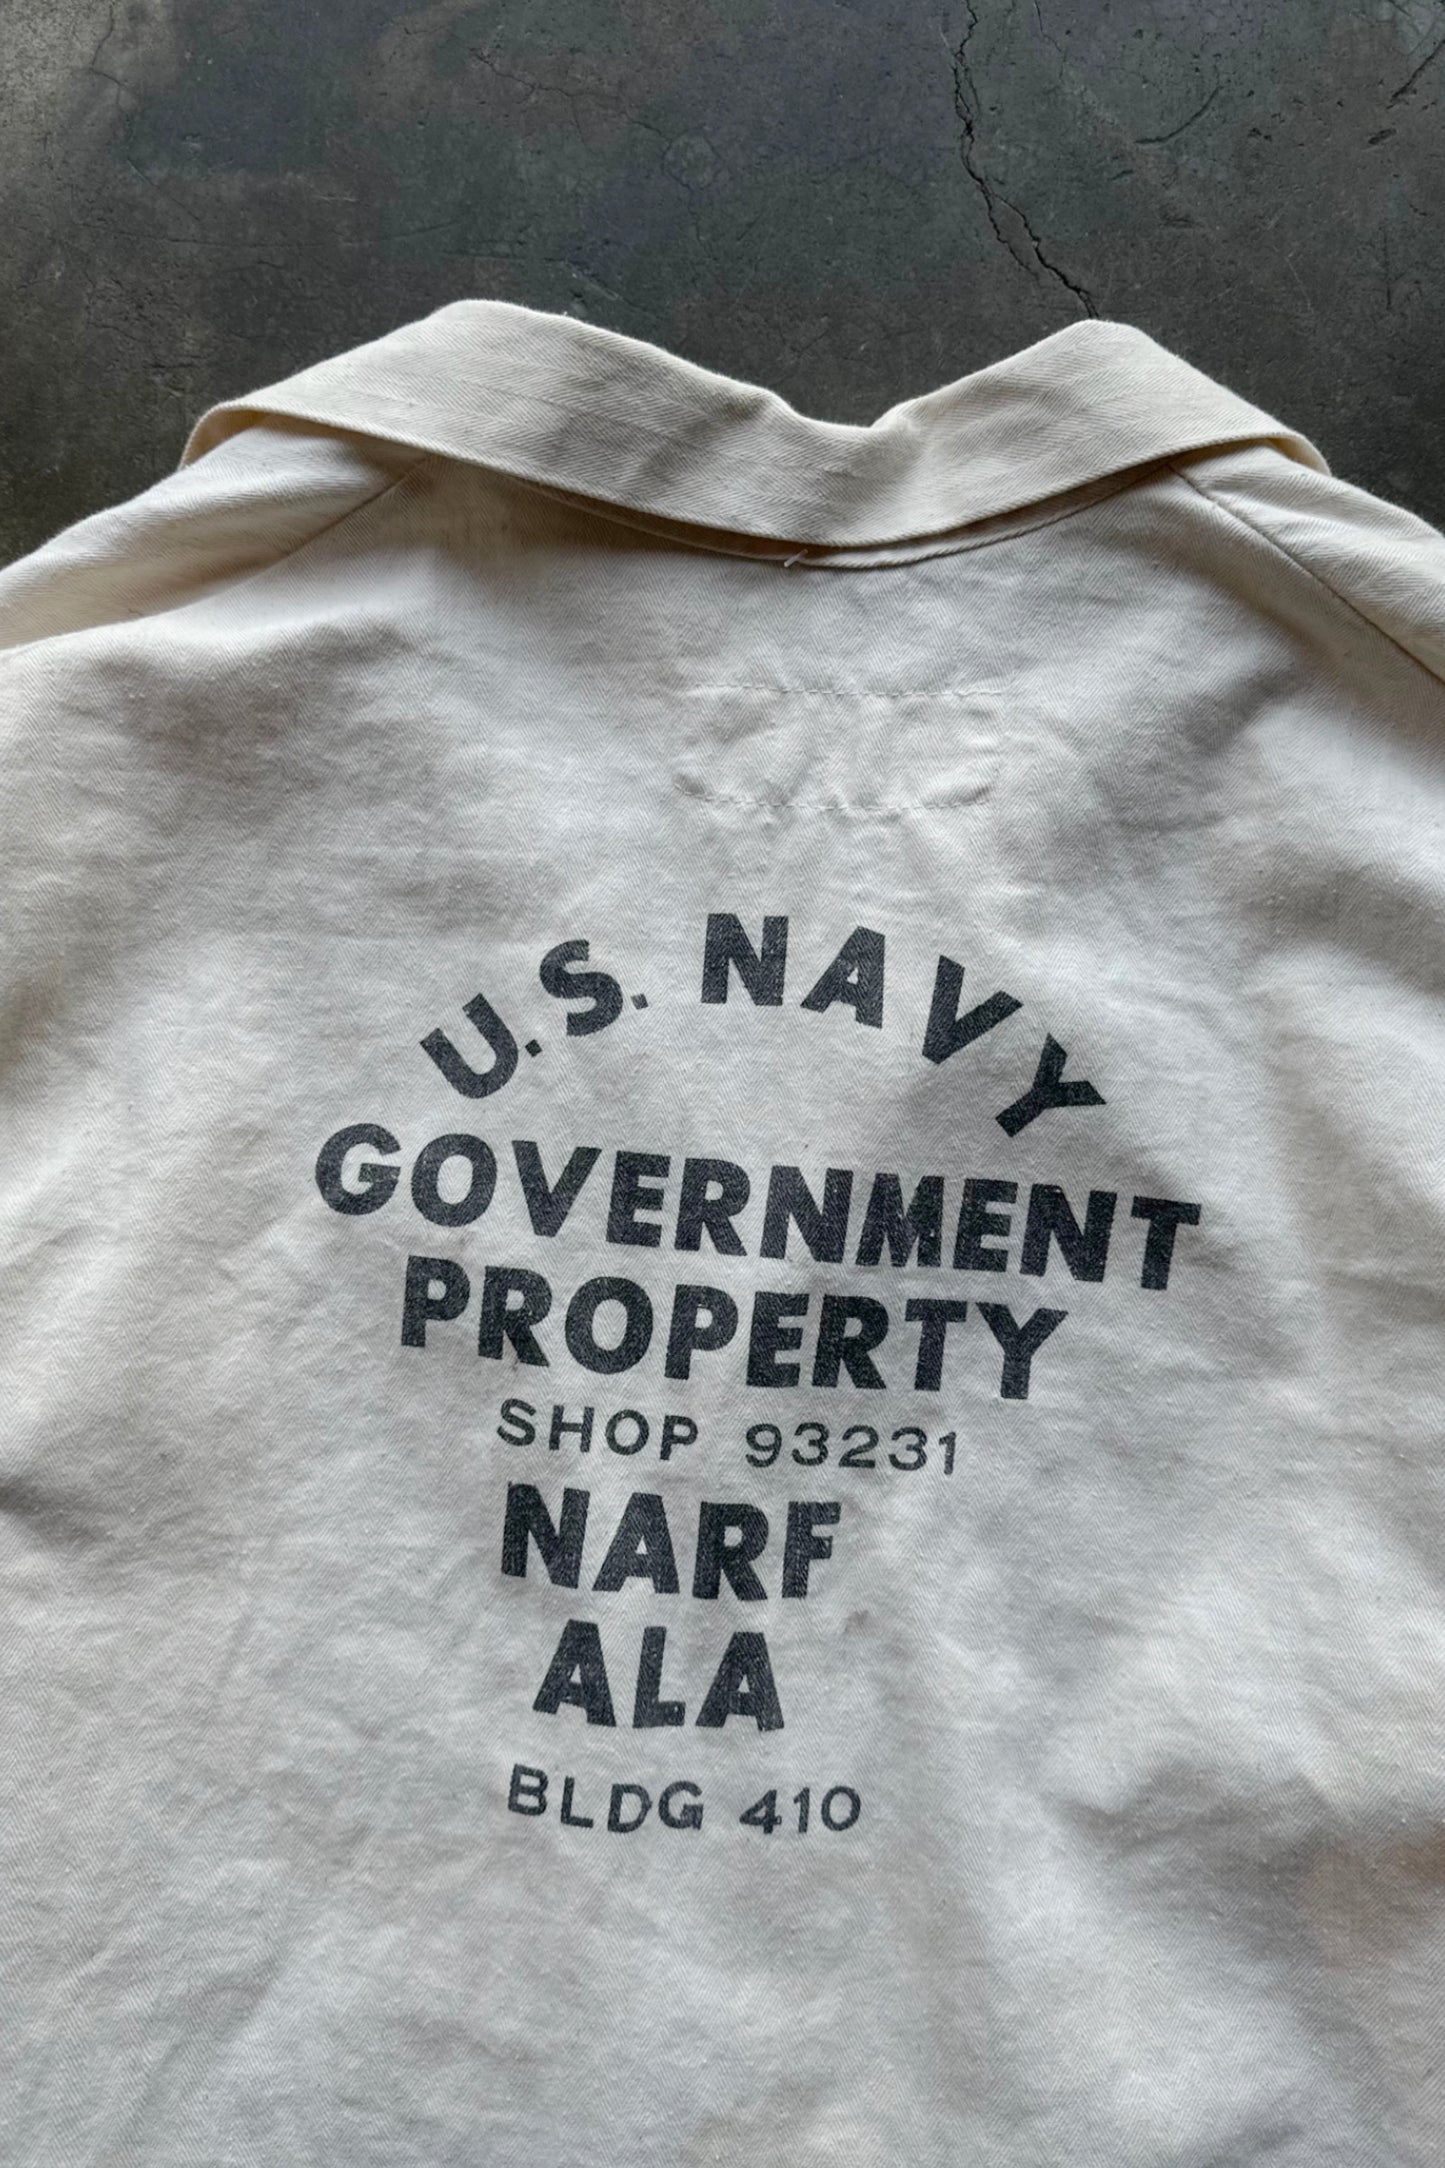 U.S. NAVY
GOVERNMENT
PROPERTY
SHOP 93231
NARF
ALA
BLDG 410